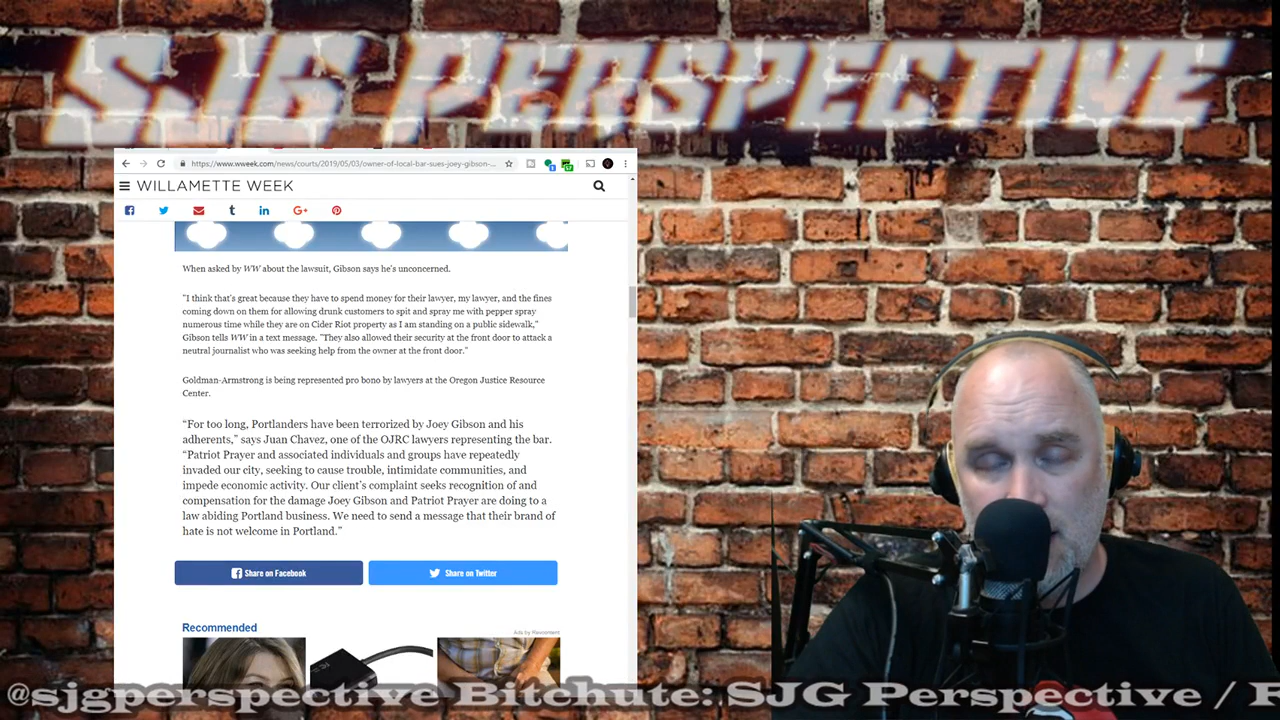 SJG PERSPECTIVE
https://www.wweek.com/news/courts/2019/05/03/owner-of-local-bar-sues-joey-gibson-...
WILLAMETTE WEEK
When asked by WW about the lawsuit, Gibson says he's unconcerned.
"I think that's great because they have to spend money for their lawyer, my lawyer, and the fines
coming down on them for allowing drunk customers to spit and spray me with pepper spray
numerous time while they are on Cider Riot property as I am standing on a public sidewalk,"
Gibson tells WW in a text message. "They also allowed their security at the front door to attack a
neutral journalist who was seeking help from the owner at the front door."
Goldman-Armstrong is being represented pro bono by lawyers at the Oregon Justice Resource
Center.
“For too long, Portlanders have been terrorized by Joey Gibson and his
adherents,” says Juan Chavez, one of the OJRC lawyers representing the bar.
“Patriot Prayer and associated individuals and groups have repeatedly
invaded our city, seeking to cause trouble, intimidate communities, and
impede economic activity. Our client’s complaint seeks recognition of and
compensation for the damage Joey Gibson and Patriot Prayer are doing to a
law abiding Portland business. We need to send a message that their brand of
hate is not welcome in Portland.”
Share on Facebook
Share on Twitter
Recommended
Ads by Revcontent
@sjgperspective Bitchute: SJG Perspective /